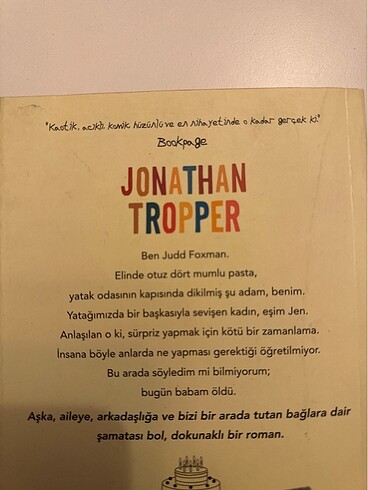 "Kaotik, acıklı, komik hüzünlü ve en nihayetinde o kadar gerçek ki."
Bookpage
JONATHAN
TROPPER
Ben Judd Foxman.
Elinde otuz dört mumlu pasta,
yatak odasının kapısında dikilmiş şu adam, benim.
Yatağımızda bir başkasıyla sevişen kadın, eşim Jen.
Anlaşılan o ki, sürpriz yapmak için kötü bir zamanlama.
İnsana böyle anlarda ne yapması gerektiği öğretilmiyor.
Bu arada söyledim mi bilmiyorum;
bugün babam öldü.
Aşka, aileye, arkadaşlığa ve bizi bir arada tutan bağlara dair
şamatası bol, dokunaklı bir roman.